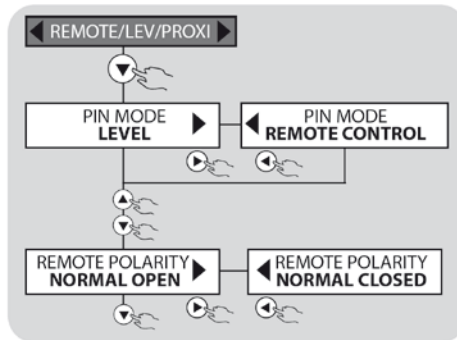 REMOTE/LEV/PROXI
PIN MODE
LEVEL
PIN MODE
REMOTE CONTROL
REMOTE POLARITY
NORMAL OPEN
REMOTE POLARITY
NORMAL CLOSED